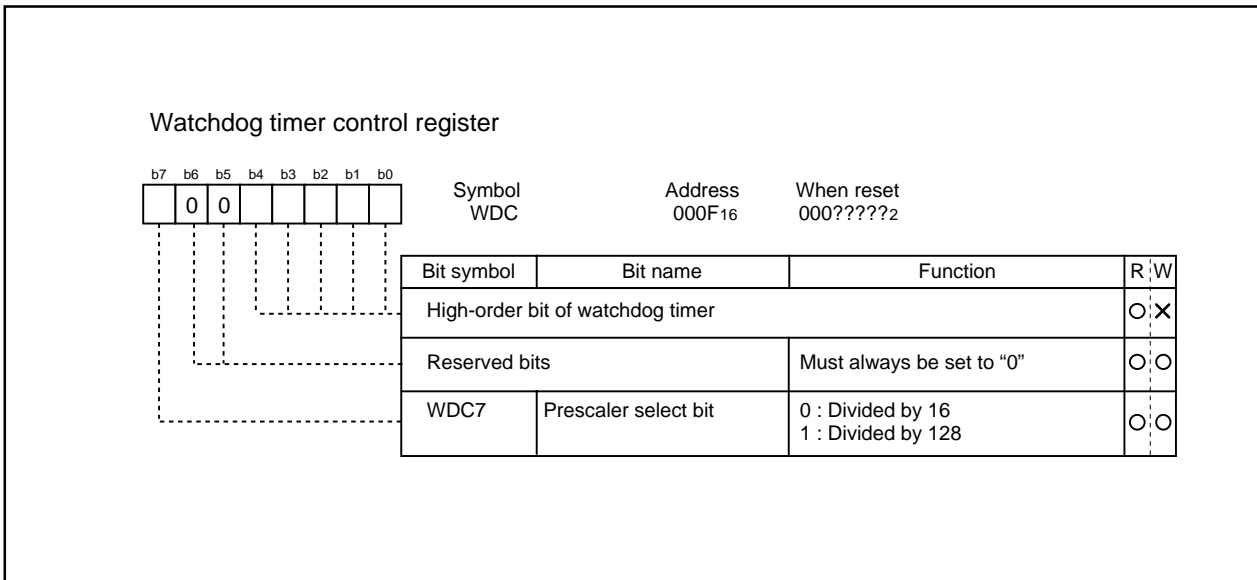 Watchdog timer control register
b7 b6 b5 b4 b3 b2 b1 b0
0 0
Symbol Address When reset
WDC 000F16 000?????2
Bit symbol Bit name Function R W
High-order bit of watchdog timer
Reserved bits Must always be set to “0”
WDC7 Prescaler select bit 0 : Divided by 16
1 : Divided by 128